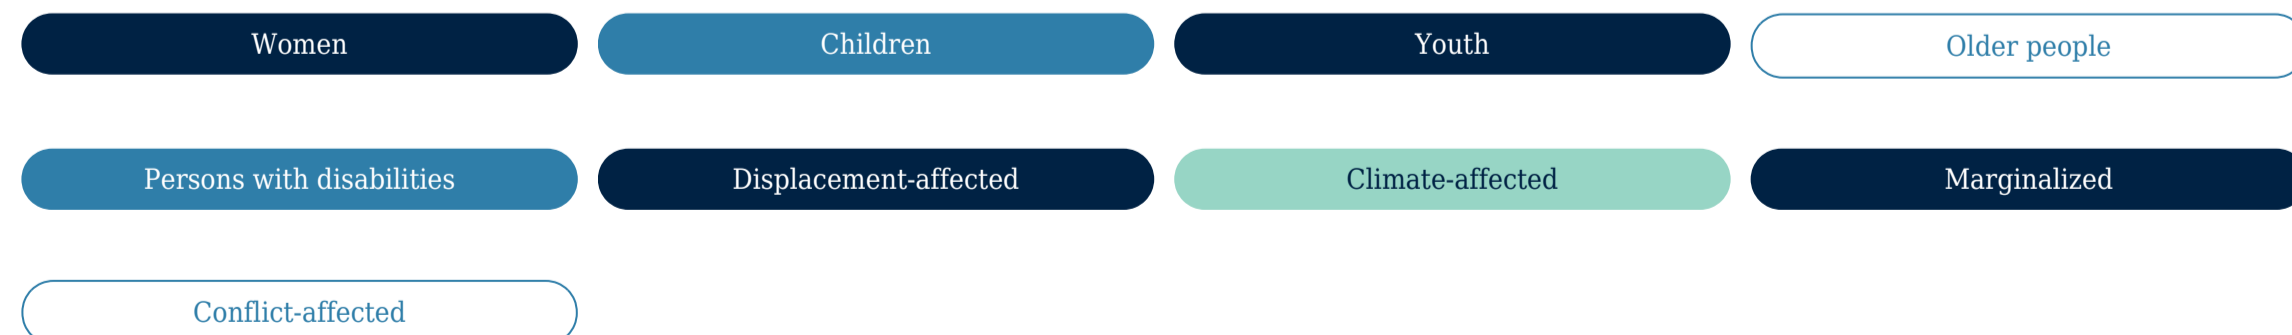 Women
Children
Youth
Older people
Persons with disabilities
Displacement-affected
Climate-affected
Marginalized
Conflict-affected